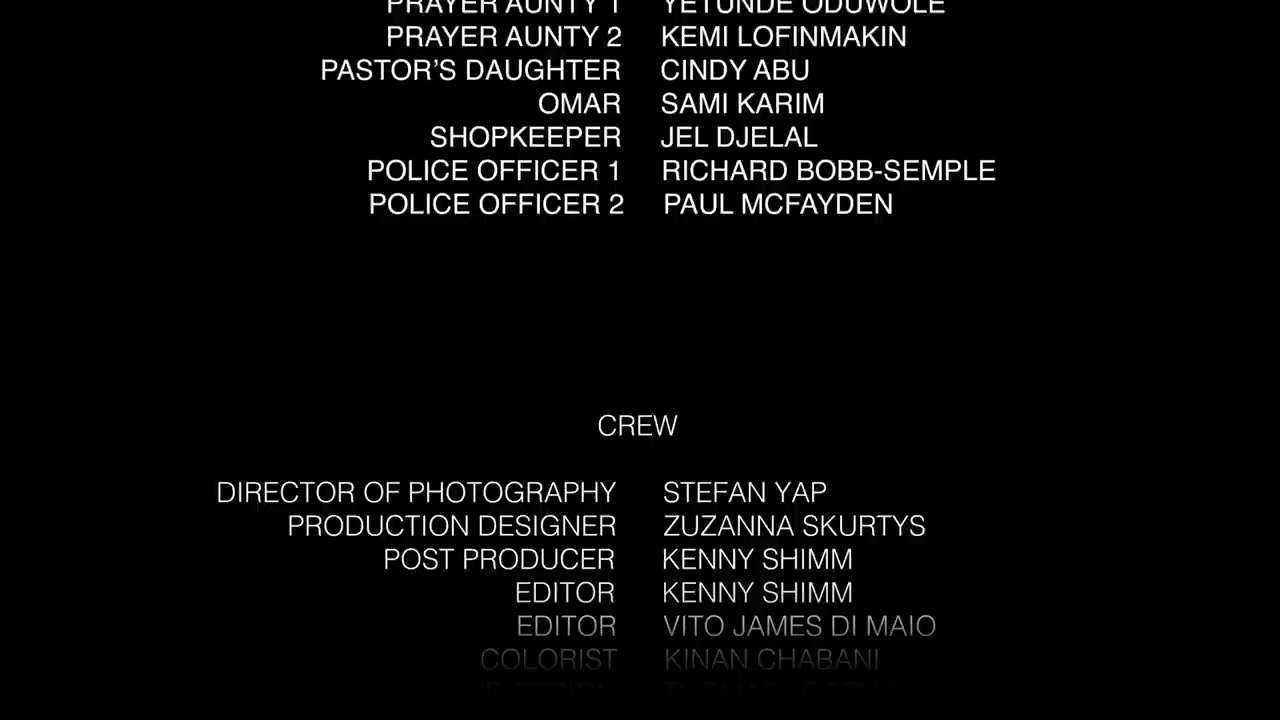 PRAYER AUNTY 1 YETUNDE ODUWOLE
PRAYER AUNTY 2 KEMI LOFINMAKIN
PASTOR'S DAUGHTER CINDY ABU
OMAR SAMI KARIM
SHOPKEEPER JEL DJELAL
POLICE OFFICER 1 RICHARD BOBB-SEMPLE
POLICE OFFICER 2 PAUL MCFAYDEN
CREW
DIRECTOR OF PHOTOGRAPHY STEFAN YAP
PRODUCTION DESIGNER ZUZANNA SKURTYS
POST PRODUCER KENNY SHIMM
EDITOR KENNY SHIMM
EDITOR VITO JAMES DI MAIO
COLORIST KINAN CHABANI